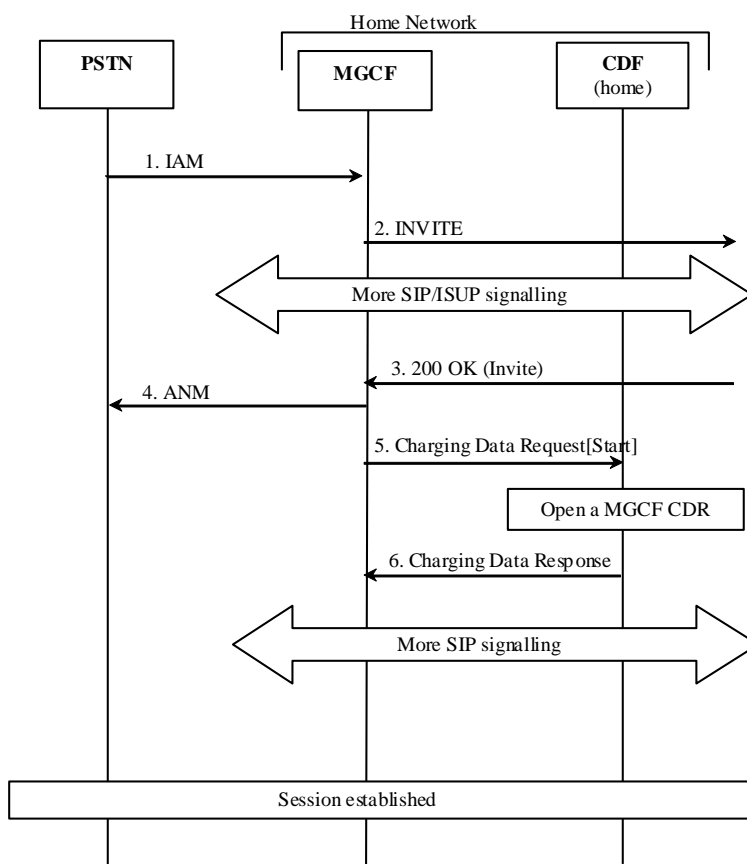 Home Network
PSTN
MGCF
CDF
(home)
1. IAM
2. INVITE
More SIP/ISUP signalling
3. 200 OK (Invite)
4. ANM
5. Charging Data Request[Start]
Open a MGCF CDR
6. Charging Data Response
More SIP signalling
Session established